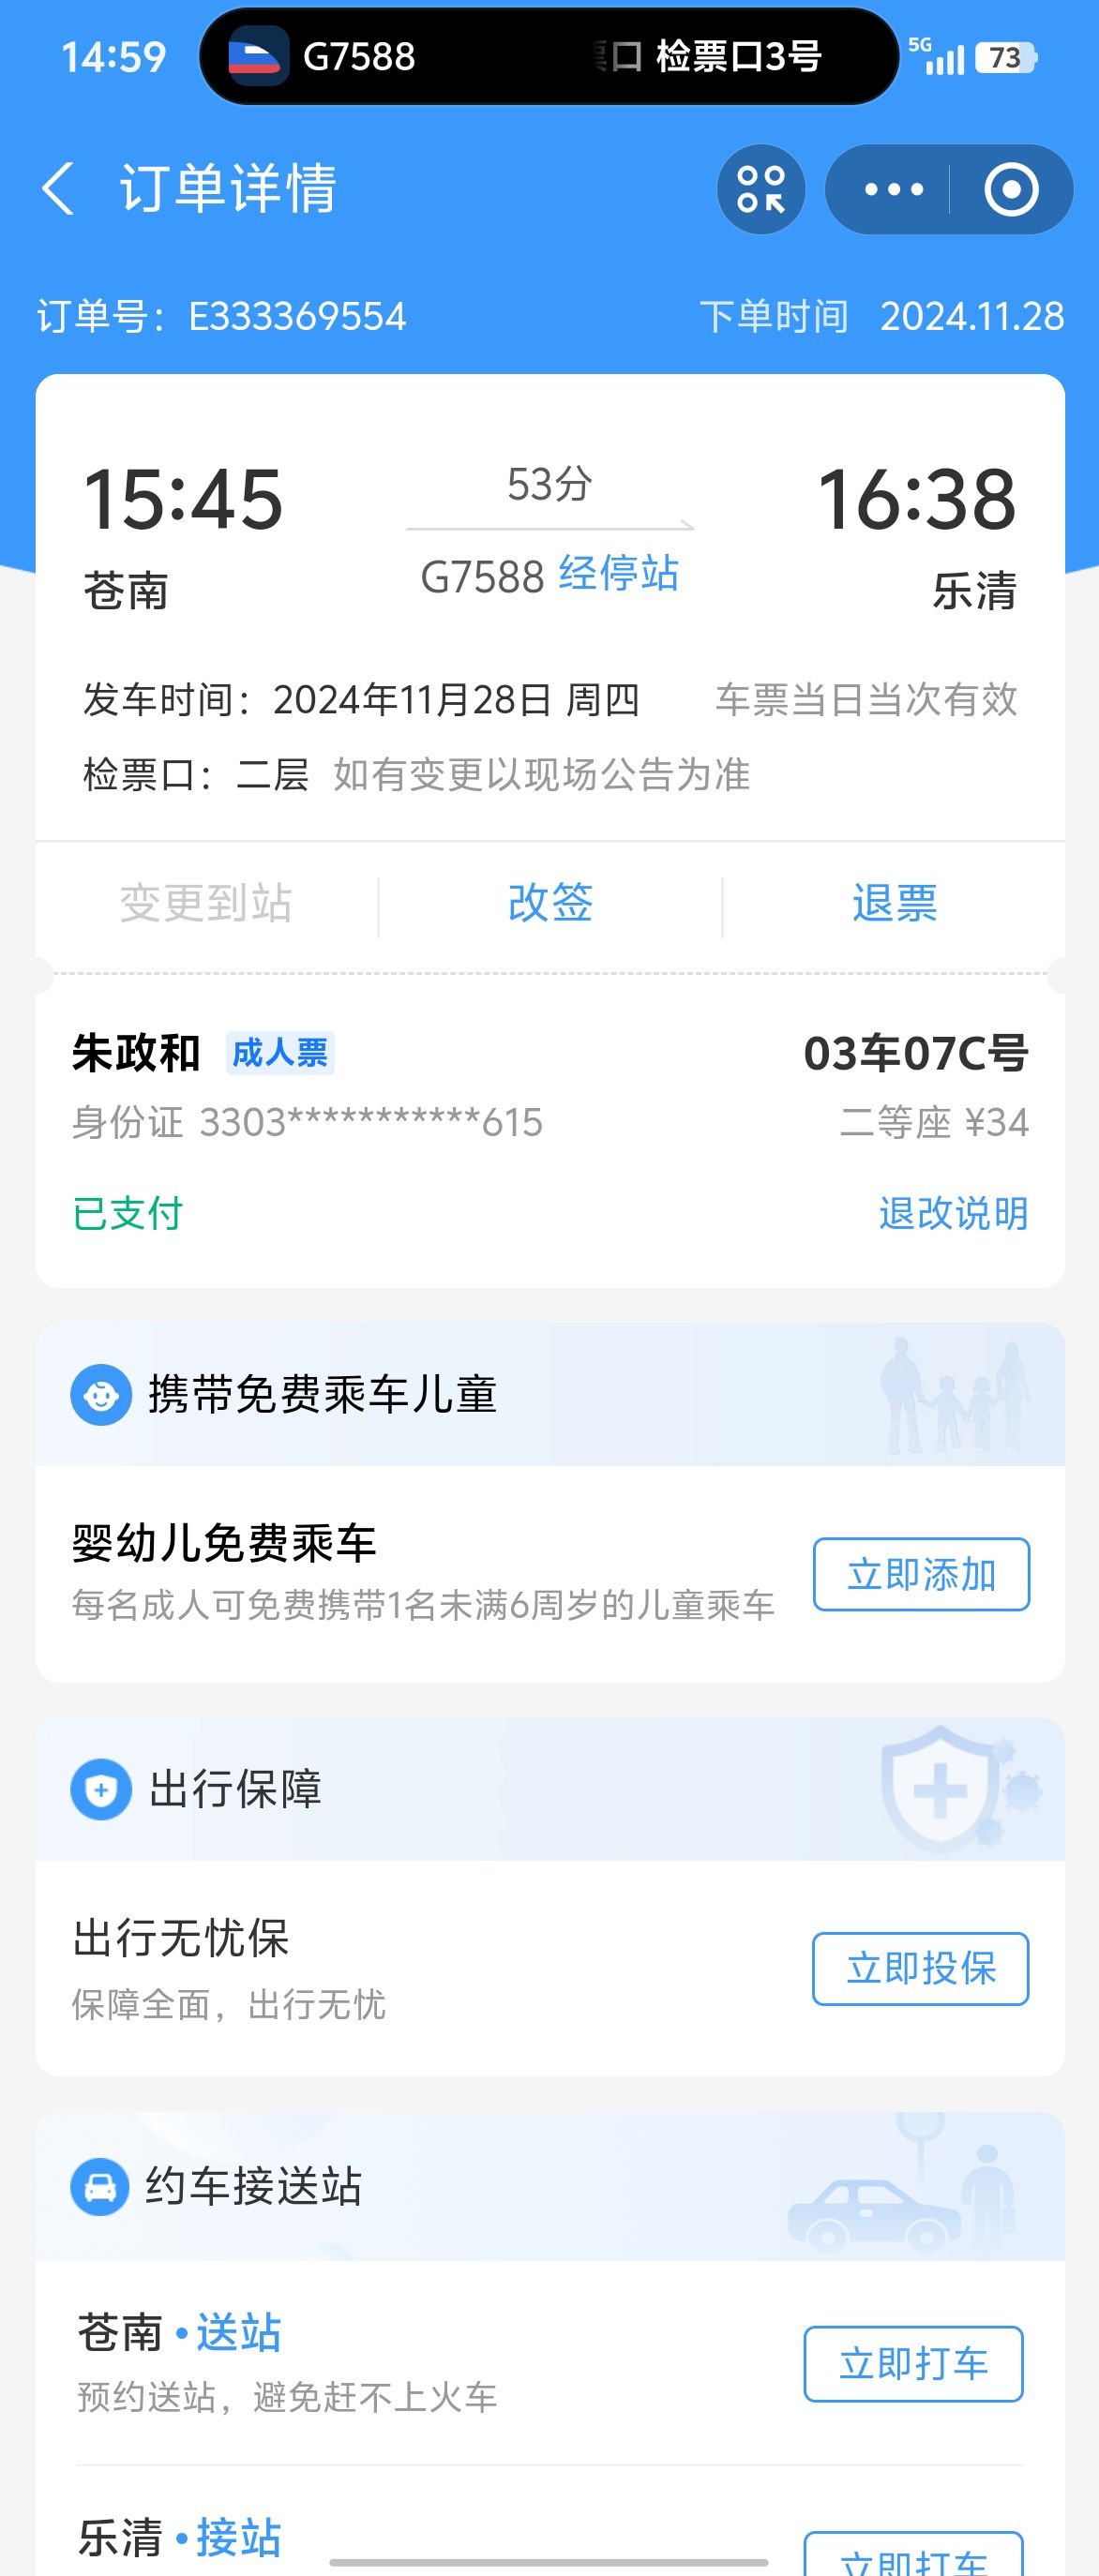 14:59 G7588 口 检票口3号 5G 73
订单详情
订单号：E333369554 下单时间 2024.11.28
15:45 53分 16:38
苍南 G7588 经停站 乐清
发车时间：2024年11月28日 周四 车票当日当次有效
检票口：二层 如有变更以现场公告为准
变更到站 改签 退票
朱政和 成人票 03车07C号
身份证 3303***********615 二等座 ¥34
已支付 退改说明
携带免费乘车儿童
婴幼儿免费乘车
每名成人可免费携带1名未满6周岁的儿童乘车 立即添加
出行保障
出行无忧保
保障全面，出行无忧 立即投保
约车接送站
苍南·送站
预约送站，避免赶不上火车 立即打车
乐清·接站 立即打车